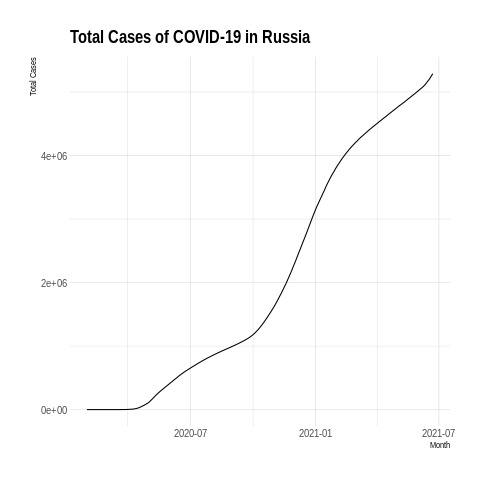 Total Cases of COVID-19 in Russia
Total Cases
4e+06
2e+06
0e+00
2020-07 2021-01 2021-07
Month